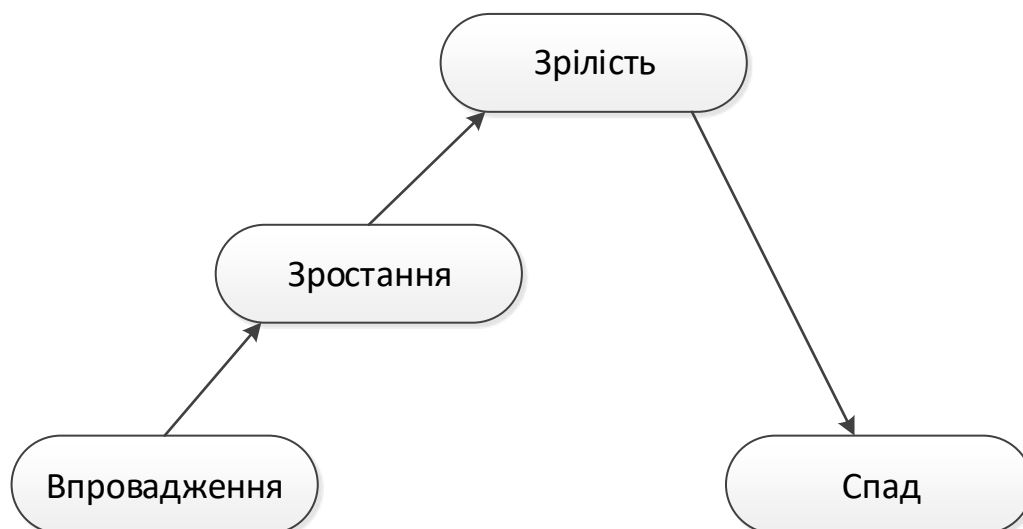 Зрілість
Зростання
Впровадження
Спад